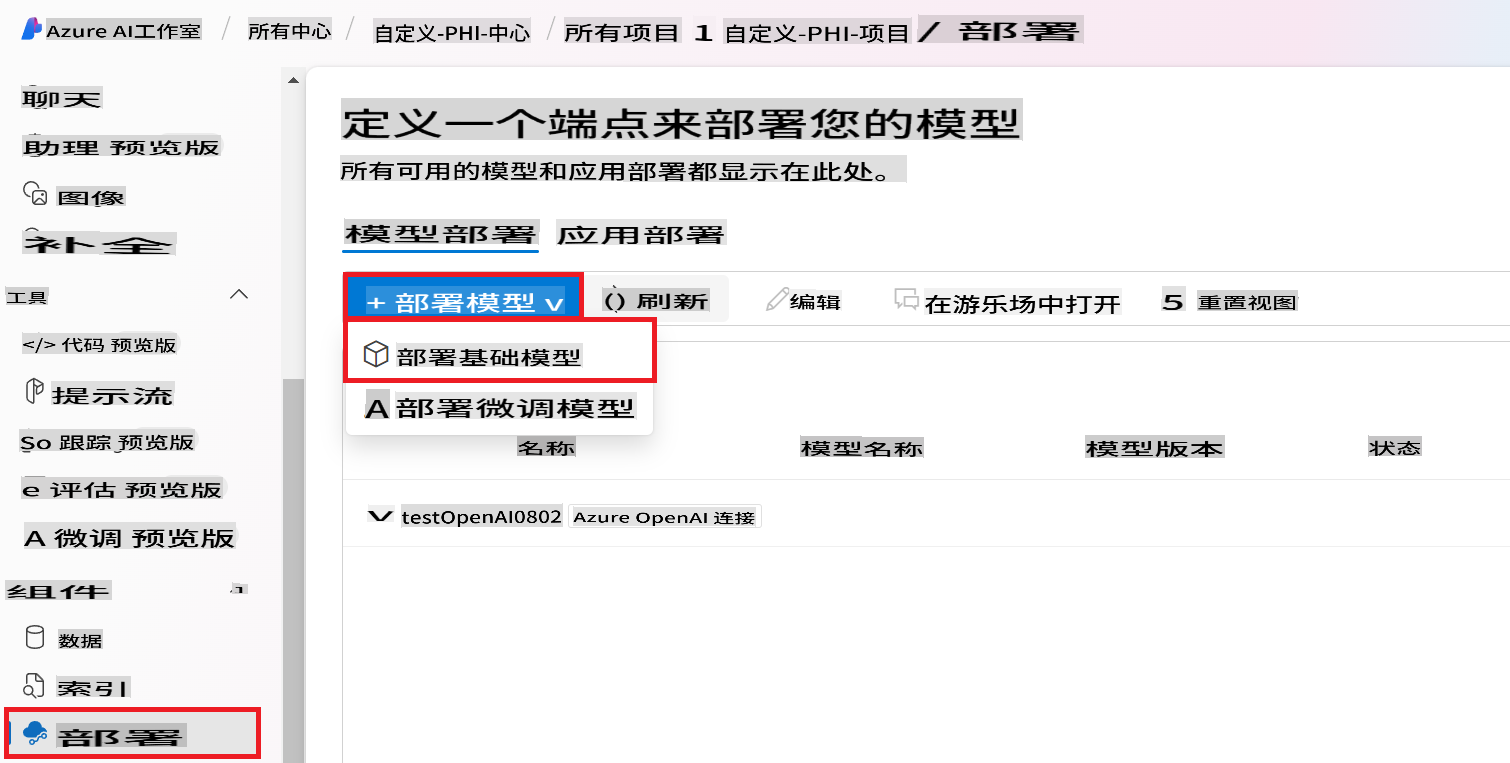 Azure AI工作室 / 所有中心 / 自定义-PHI-中心 / 所有项目 1 自定义-PHI-项目 / 部署
聊天
助理 预览版
图像
补全
工具
</> 代码 预览版
提示流
So 跟踪 预览版
e 评估 预览版
A 微调 预览版
组件
数据
索引
部署
定义一个端点来部署您的模型
所有可用的模型和应用部署都显示在此处。
模型部署 应用部署
+ 部署模型 () 刷新 编辑 在游乐场中打开 5 重置视图
部署基础模型
A 部署微调模型
名称 模型名称 模型版本 状态
testOpenAI0802 Azure OpenAI 连接